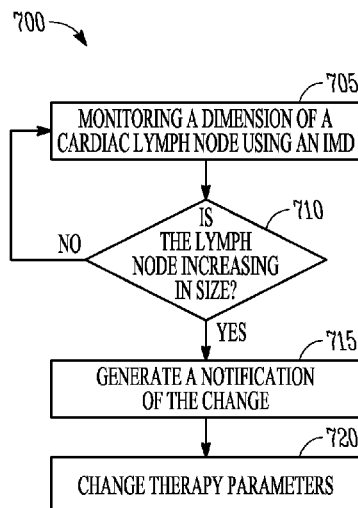 700
705
MONITORING A DIMENSION OF A
CARDIAC LYMPH NODE USING AN IMD
710
IS
THE LYMPH
NODE INCREASING
IN SIZE?
NO
YES
715
GENERATE A NOTIFICATION
OF THE CHANGE
720
CHANGE THERAPY PARAMETERS